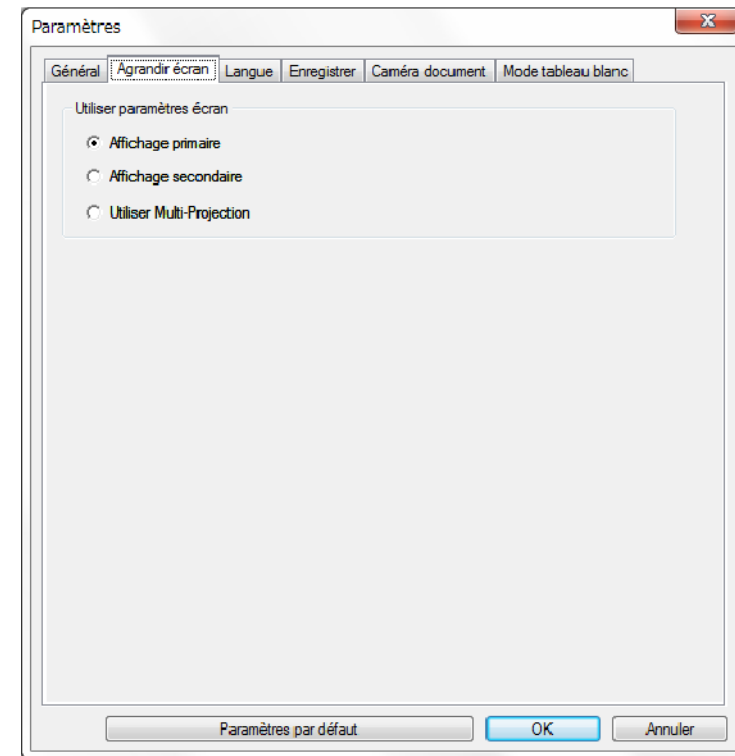 Paramètres
Général Agrandir écran Langue Enregistrer Caméra document Mode tableau blanc
Utiliser paramètres écran
Affichage primaire
Affichage secondaire
Utiliser Multi-Projection
Paramètres par défaut OK Annuler